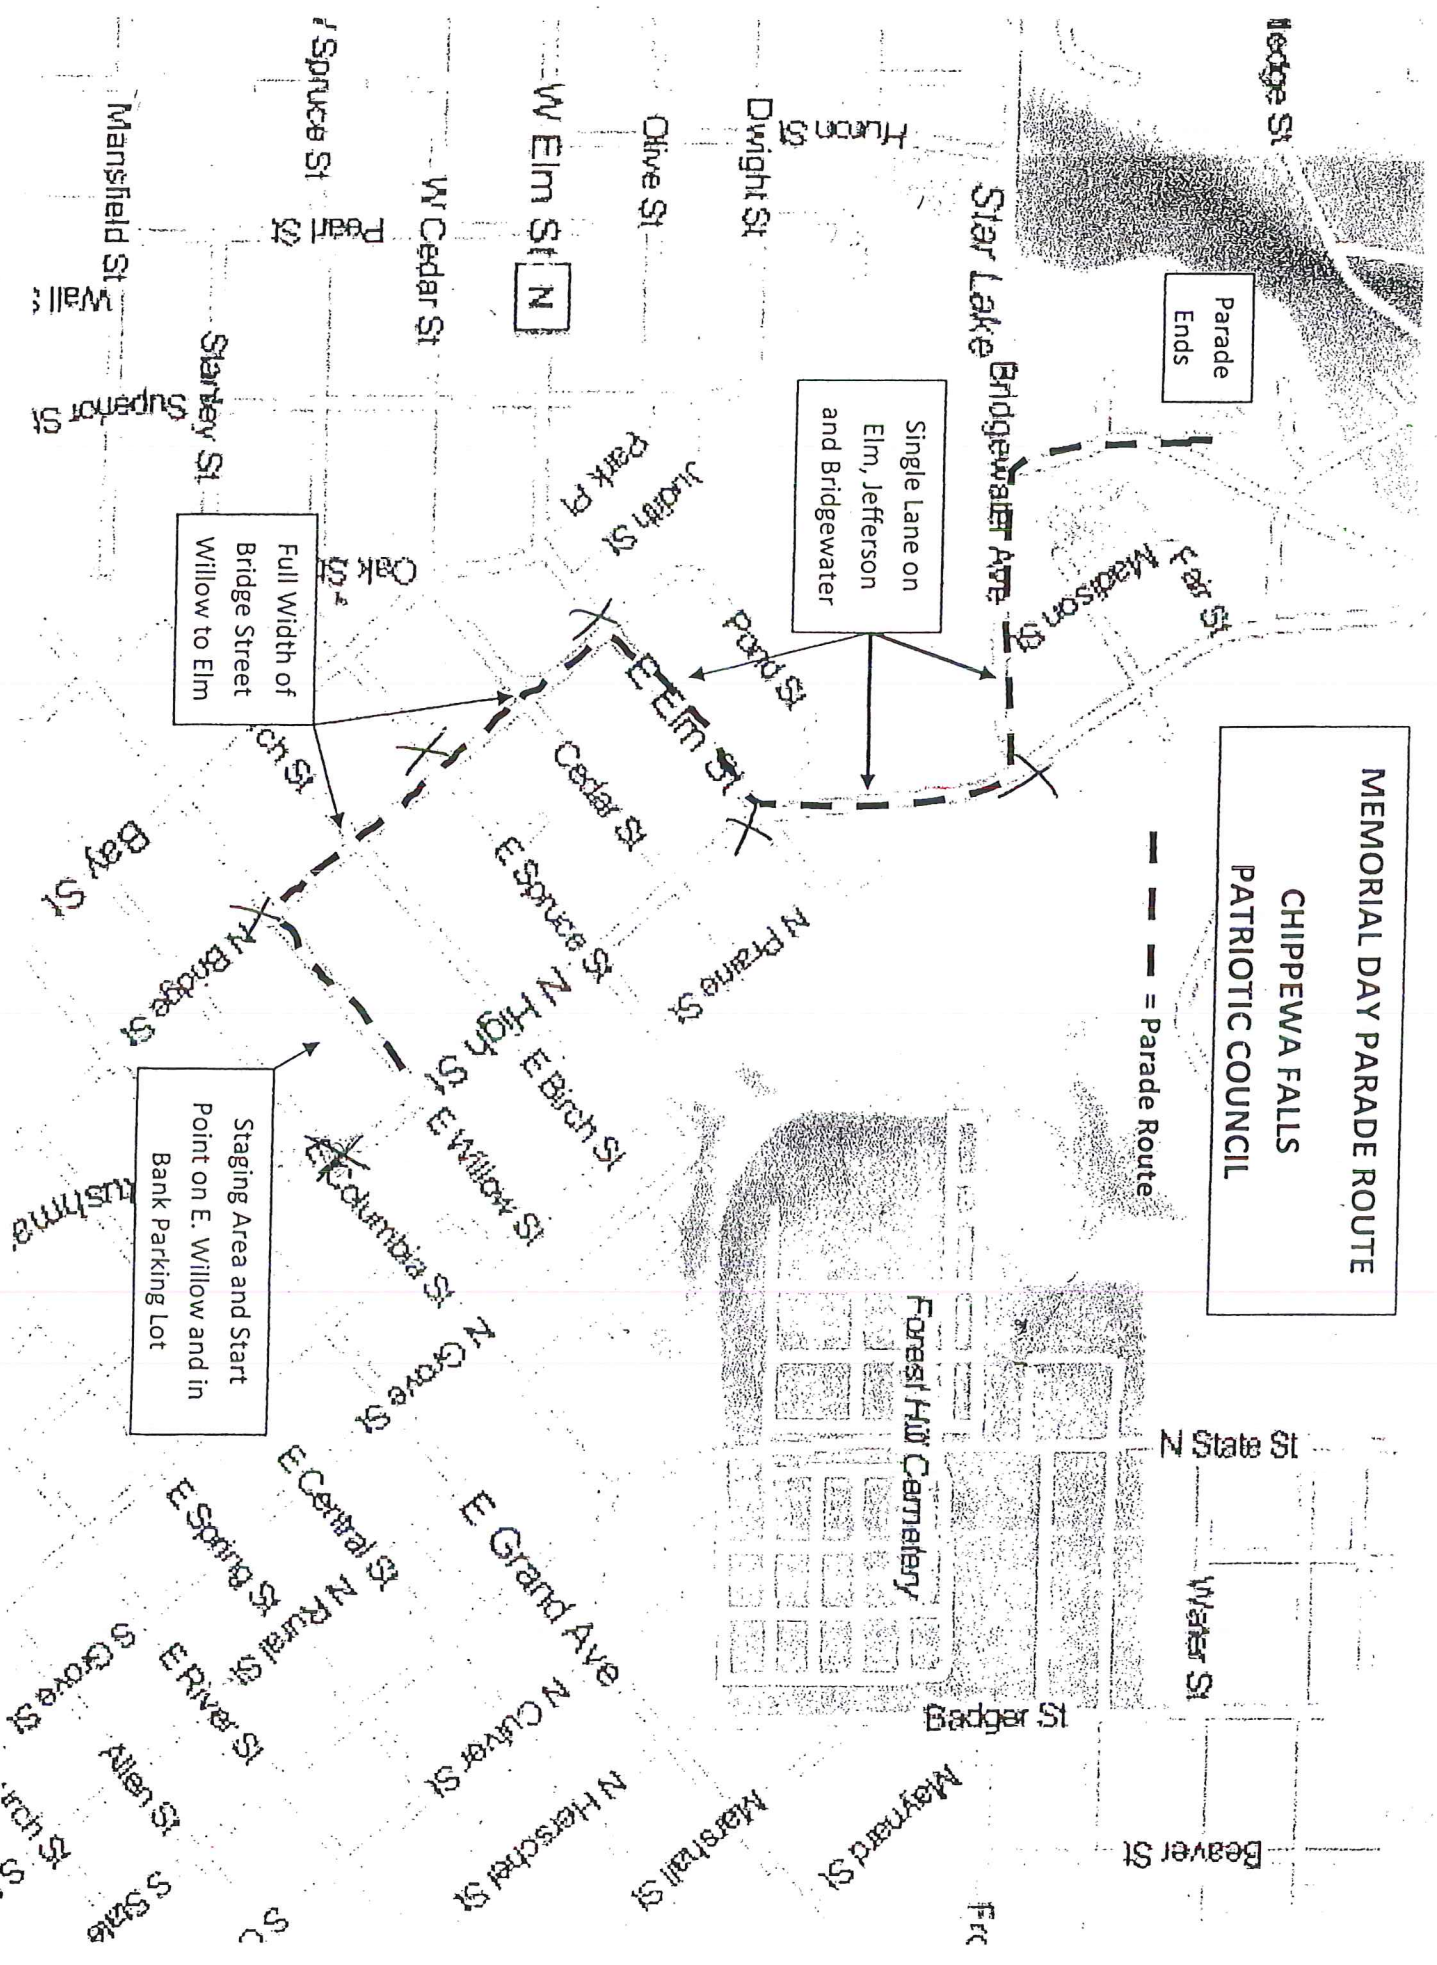 MEMORIAL DAY PARADE ROUTE
CHIPPEWA FALLS
PATRIOTIC COUNCIL
= Parade Route
Parade
Ends
Single Lane on
Elm, Jefferson
and Bridgewater
Full Width of
Bridge Street
Willow to Elm
Staging Area and Start
Point on E. Willow and in
Bank Parking Lot
Star Lake
Bridgewater Ave
Huron St
Dwight St
Olive St
W Elm St
N
W Cedar St
Spruce St
Pearl St
Mansfield St
Stanley St
Superior St
Park Pl
Judith St
Oak St
Pond St
Madison St
Fair St
E Elm St
Cedar St
E Spruce St
N Prairie S
N High St
E Birch St
E Willow St
E Columbia St
Bay St
N Bridge St
N Grove S
E Central St
E Spring St
N Rural St
E River St
S Grove St
Allen St
S State
E Grand Ave
N Culver St
N Herschel St
Marshall St
Maynard St
Forest Hill Cemetery
N State St
Water St
Badger St
Beaver St